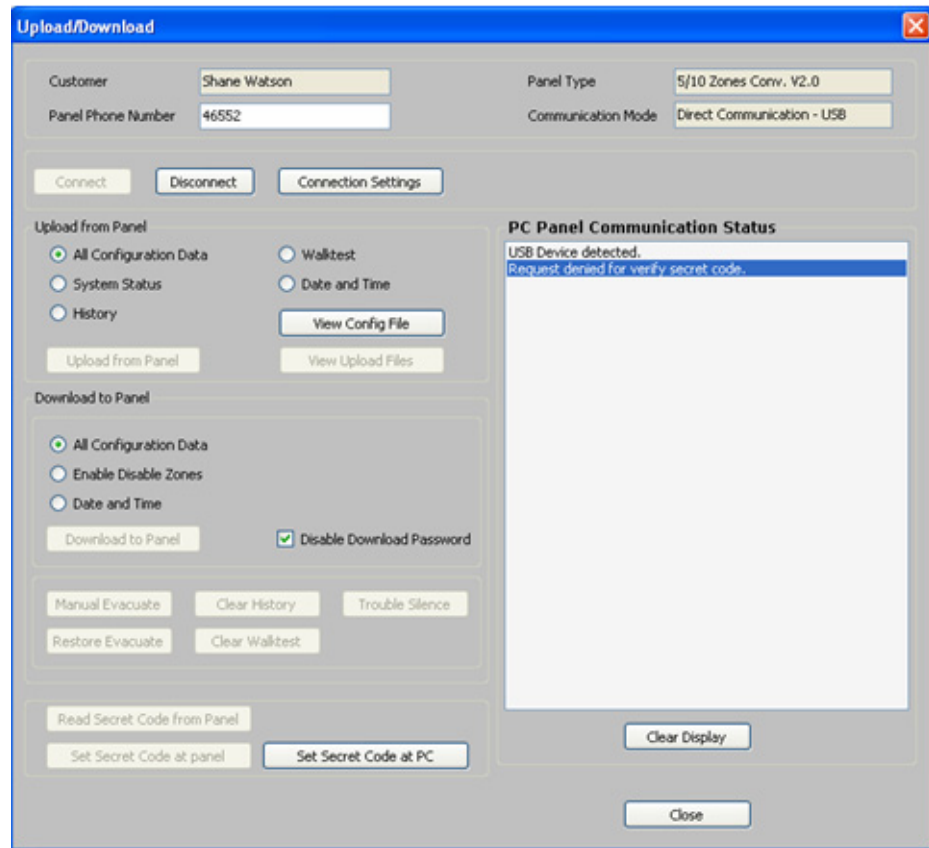 Upload/Download
Customer Shane Watson Panel Type 5/10 Zones Conv. V2.0
Panel Phone Number 46552 Communication Mode Direct Communication - USB
Connect Disconnect Connection Settings
Upload from Panel
All Configuration Data Walktest
System Status Date and Time
History View Config File
Upload from Panel View Upload Files
Download to Panel
All Configuration Data
Enable Disable Zones
Date and Time
Download to Panel Disable Download Password
Manual Evacuate Clear History Trouble Silence
Restore Evacuate Clear Walktest
Read Secret Code from Panel
Set Secret Code at panel Set Secret Code at PC
PC Panel Communication Status
USB Device detected.
Request denied for verify secret code.
Clear Display
Close